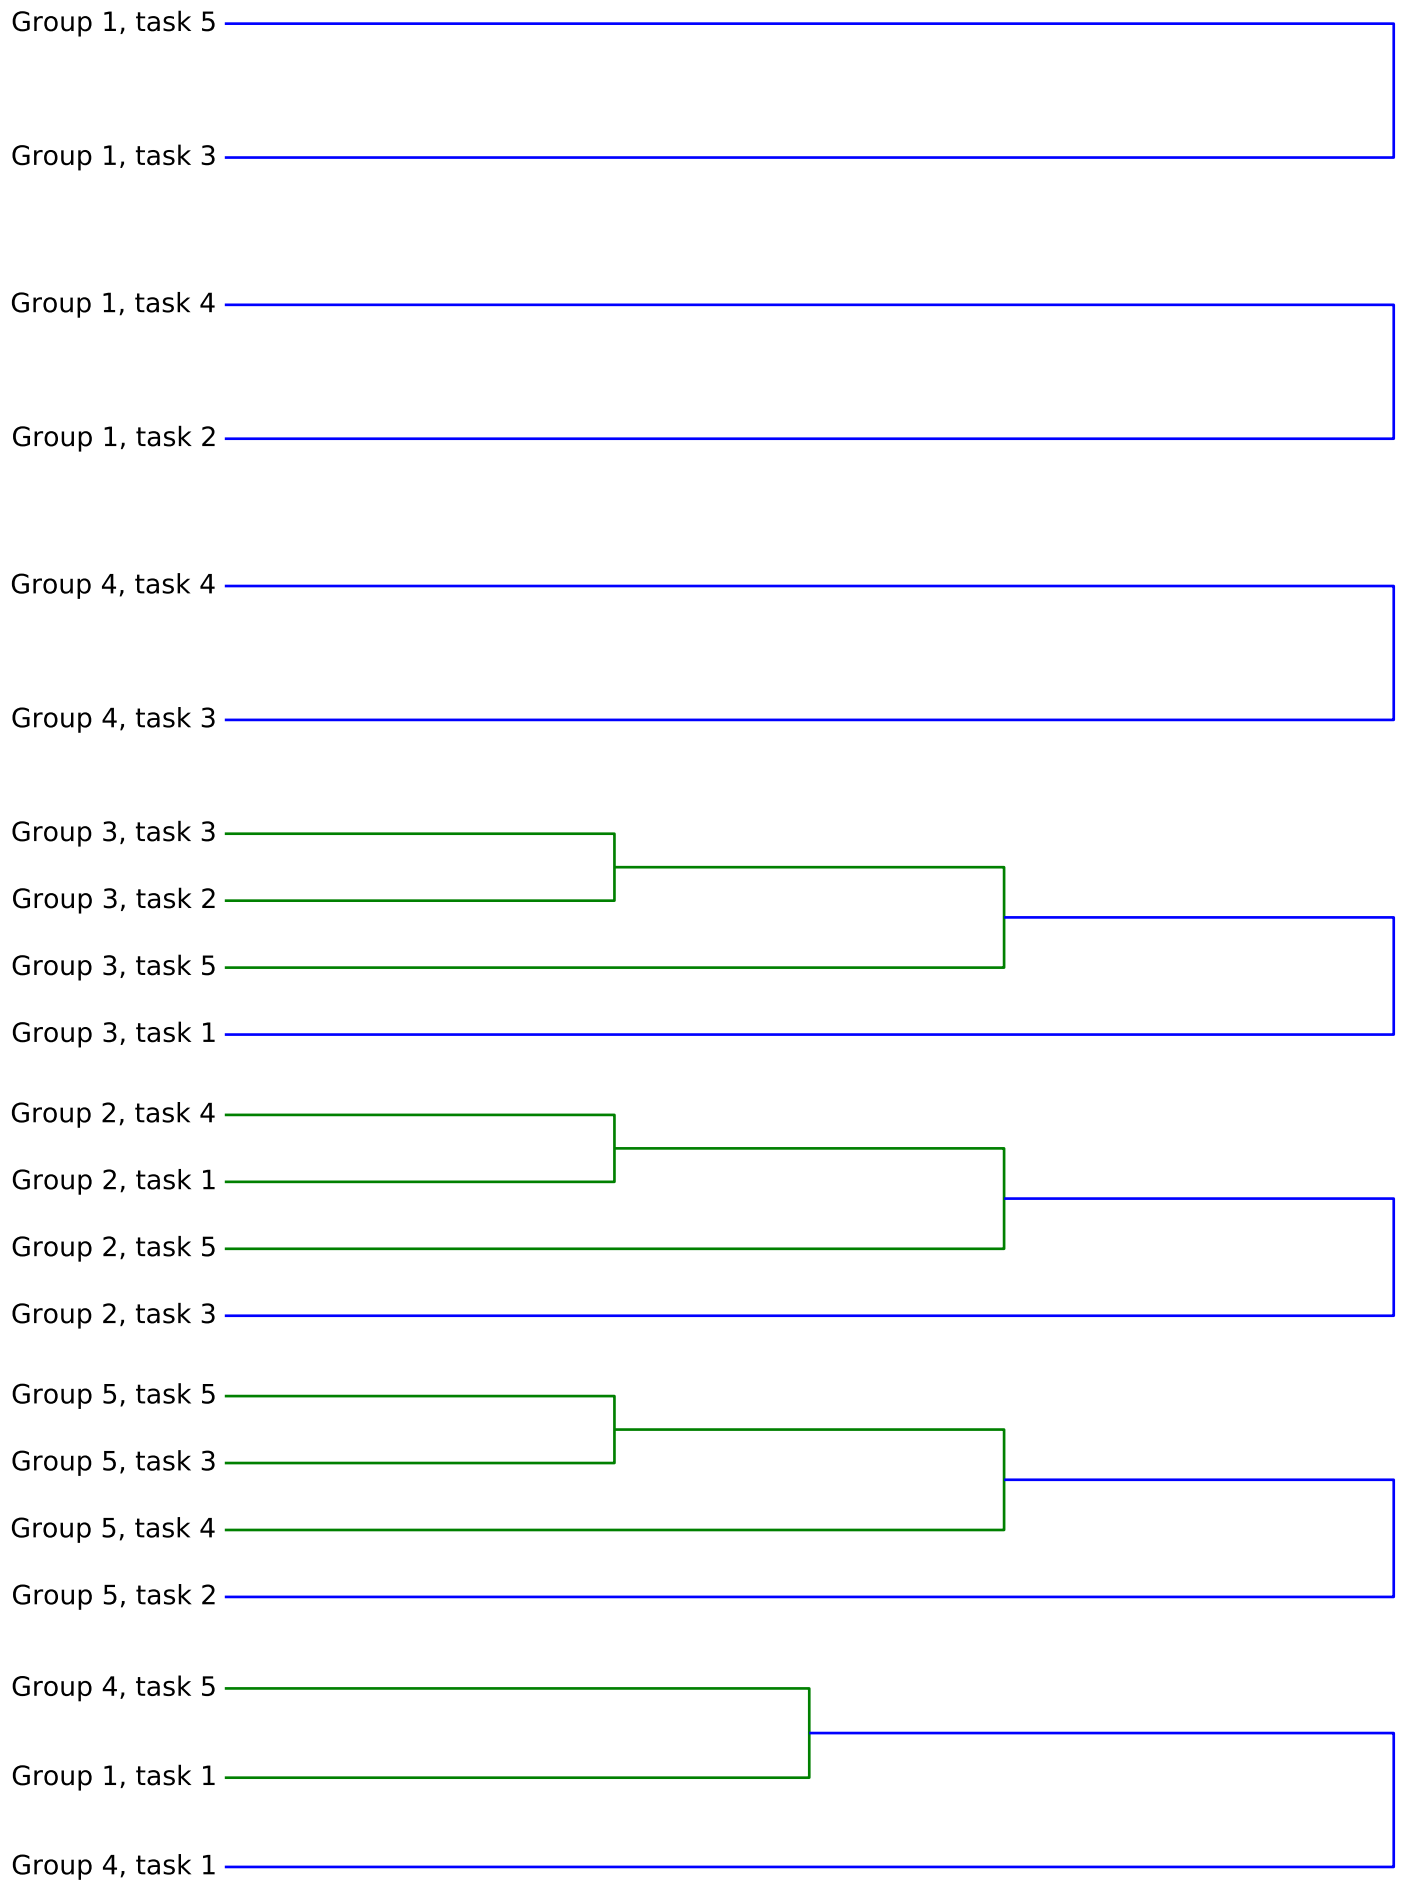 Group 1, task 5
Group 1, task 3
Group 1, task 4
Group 1, task 2
Group 4, task 4
Group 4, task 3
Group 3, task 3
Group 3, task 2
Group 3, task 5
Group 3, task 1
Group 2, task 4
Group 2, task 1
Group 2, task 5
Group 2, task 3
Group 5, task 5
Group 5, task 3
Group 5, task 4
Group 5, task 2
Group 4, task 5
Group 1, task 1
Group 4, task 1